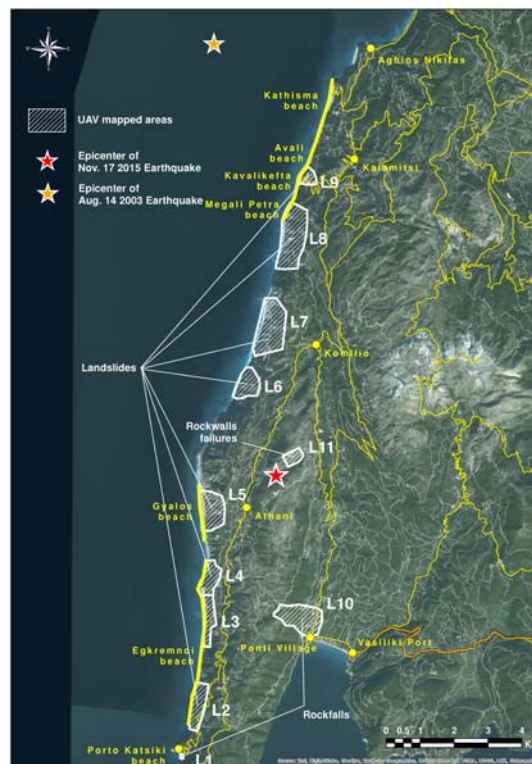 UAV mapped areas
Epicenter of
Nov. 17 2015 Earthquake
Epicenter of
Aug. 14 2003 Earthquake
Aghios Nikitas
Kathisma
beach
Avali
beach
Kalamitsi
Kavalikefta
beach
L9
Megali Petra
beach
L8
L7
Komilio
Landslides
L6
Rockwalls
failures
L11
L5
Gyalos
beach
Athani
L4
L10
L3
Egkremnoi
beach
Ponti Village
Vasiliki Port
L2
Rockfalls
Porto Katsiki
beach
L1
0 0.5 1 2 3 4